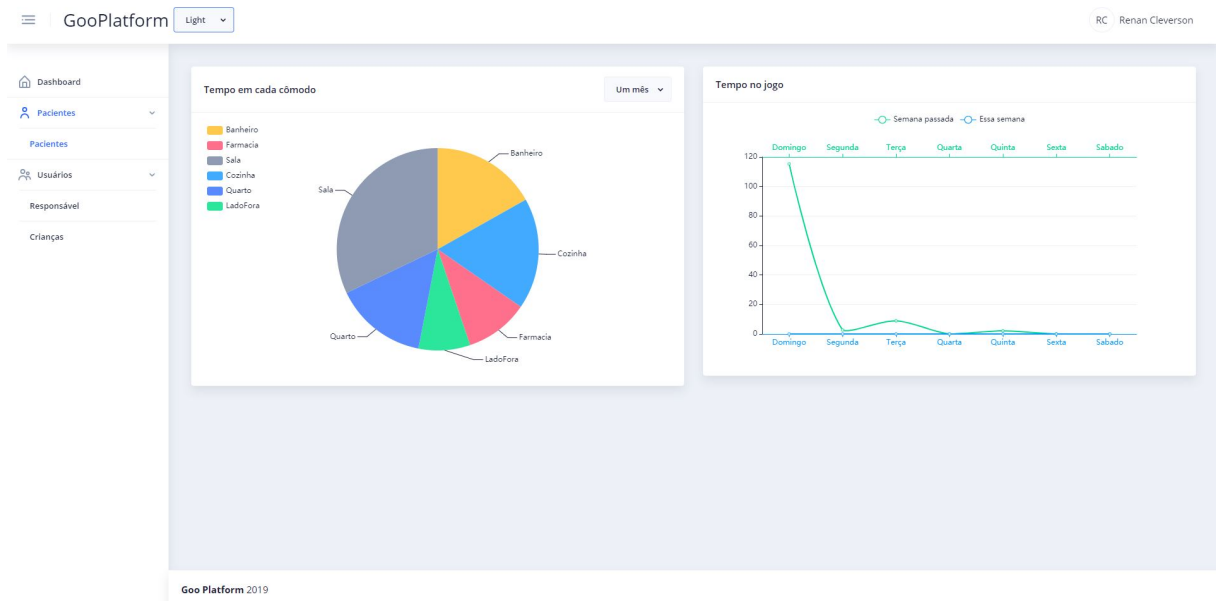 GooPlatform Light RC Renan Cleverson
Dashboard
Pacientes
Pacientes
Usuários
Responsável
Crianças
Tempo em cada cômodo Um mês
Banheiro
Farmacia
Sala
Cozinha
Quarto
LadoFora
Banheiro
Sala
Cozinha
Quarto
Farmacia
LadoFora
Tempo no jogo
Semana passada Essa semana
Domingo Segunda Terça Quarta Quinta Sexta Sabado
120
100
80
60
40
20
0
Domingo Segunda Terça Quarta Quinta Sexta Sabado
Goo Platform 2019